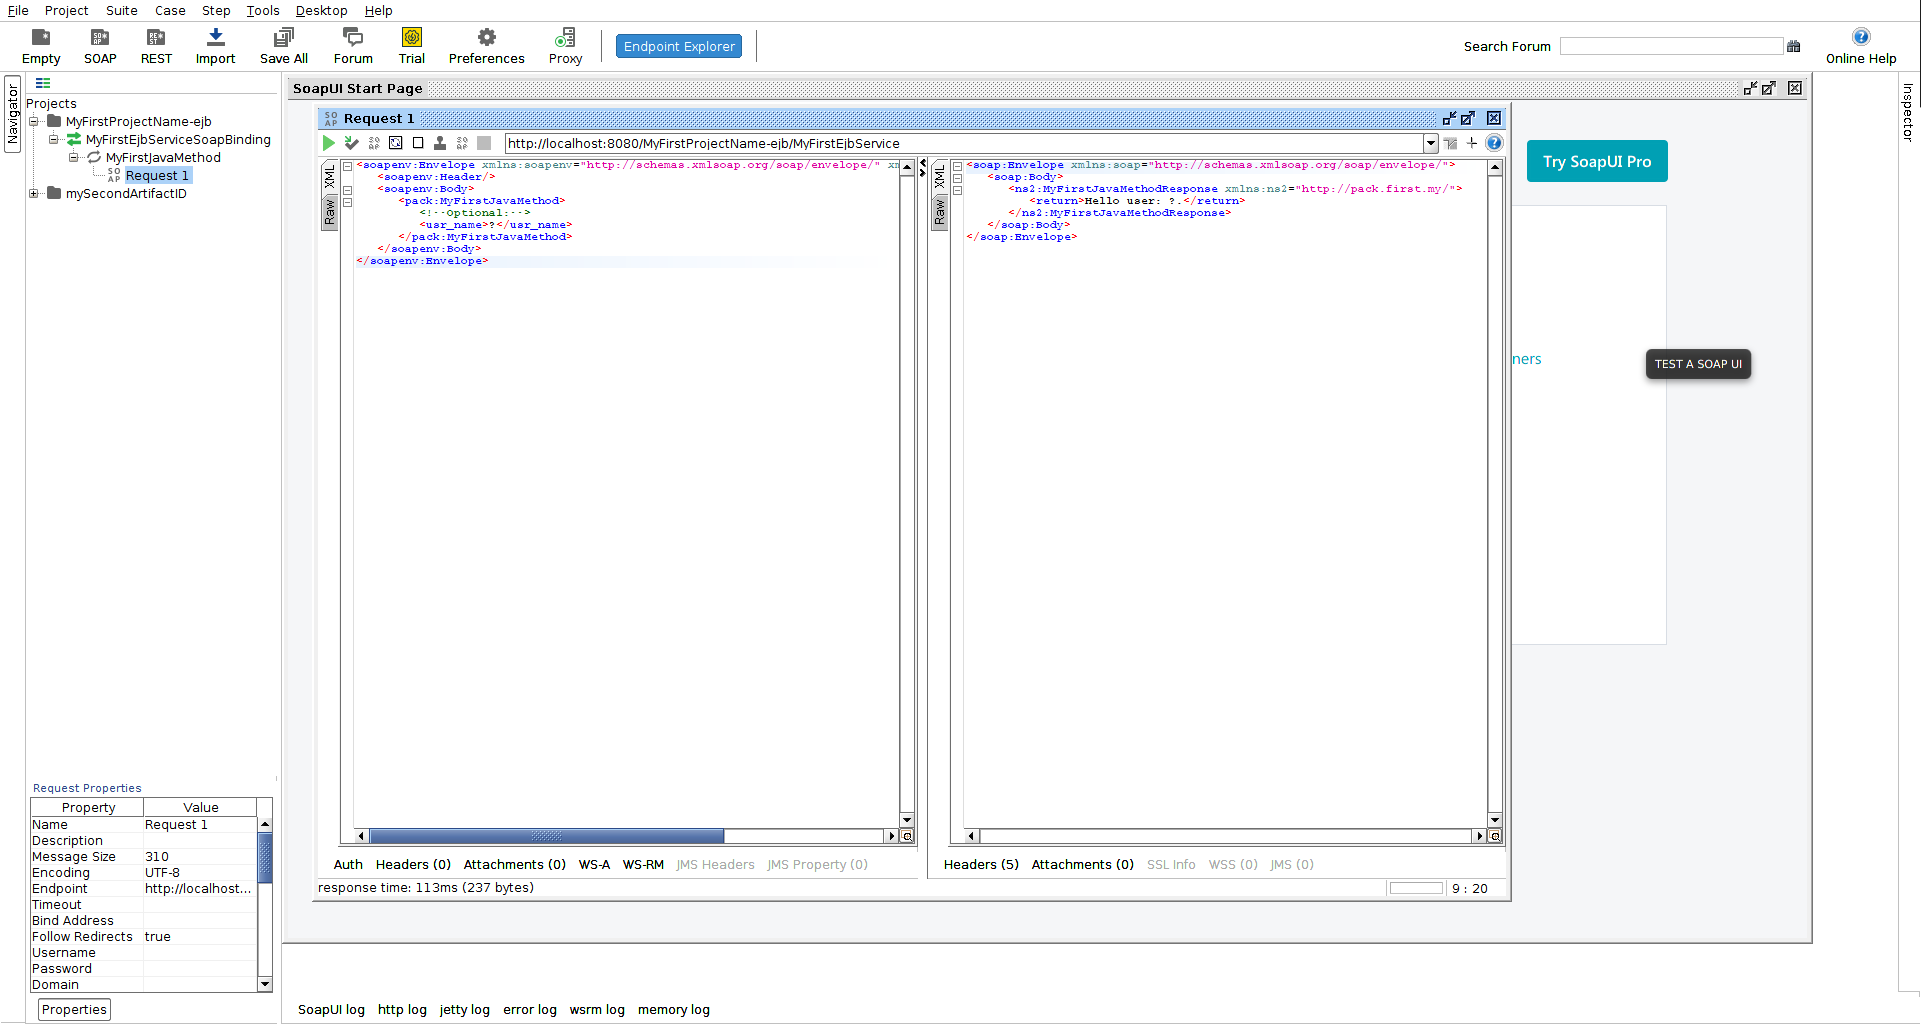 File Project Suite Case Step Tools Desktop Help
Empty SOAP REST Import Save All Forum Trial Preferences Proxy Endpoint Explorer Search Forum Online Help
Navigator
Projects
MyFirstProjectName-ejb
MyFirstEjbServiceSoapBinding
MyFirstJavaMethod
Request 1
mySecondArtifactID
SoapUI Start Page
Request 1
http://localhost:8080/MyFirstProjectName-ejb/MyFirstEjbService
XML
Raw
<soapenv:Envelope xmlns:soapenv="http://schemas.xmlsoap.org/soap/envelope/" xn
<soapenv:Header/>
<soapenv:Body>
<pack:MyFirstJavaMethod>
<!--Optional:-->
<usr_name>?</usr_name>
</pack:MyFirstJavaMethod>
</soapenv:Body>
</soapenv:Envelope>
XML
Raw
<soap:Envelope xmlns:soap="http://schemas.xmlsoap.org/soap/envelope/">
<soap:Body>
<ns2:MyFirstJavaMethodResponse xmlns:ns2="http://pack.first.my/">
<return>Hello user: ?.</return>
</ns2:MyFirstJavaMethodResponse>
</soap:Body>
</soap:Envelope>
Auth Headers (0) Attachments (0) WS-A WS-RM JMS Headers JMS Property (0)
Headers (5) Attachments (0) SSL Info WSS (0) JMS (0)
response time: 113ms (237 bytes)
9 : 20
Try SoapUI Pro
ners
TEST A SOAP UI
Inspector
Request Properties
Property Value
Name Request 1
Description
Message Size 310
Encoding UTF-8
Endpoint http://localhost...
Timeout
Bind Address
Follow Redirects true
Username
Password
Domain
Properties
SoapUI log http log jetty log error log wsrm log memory log